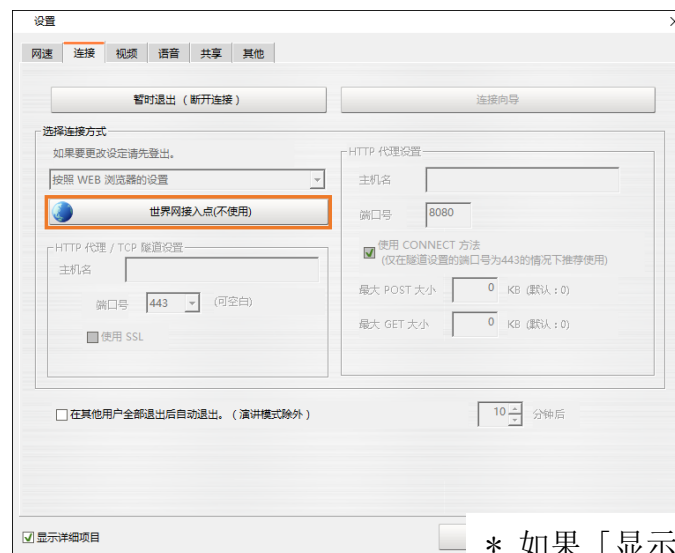 设置
网速 连接 视频 语音 共享 其他
暂时退出 （断开连接）
连接向导
选择连接方式
如果要更改设定请先登出。
按照 WEB 浏览器的设置
世界网接入点(不使用)
HTTP 代理 / TCP 隧道设置
主机名
端口号 443 (可空白)
使用 SSL
HTTP 代理设置
主机名
端口号 8080
使用 CONNECT 方法
(仅在隧道设置的端口号为443的情况下推荐使用)
最大 POST 大小 0 KB (默认：0)
最大 GET 大小 0 KB (默认：0)
在其他用户全部退出后自动退出。（演讲模式除外） 10 分钟后
显示详细项目
* 如果「显示